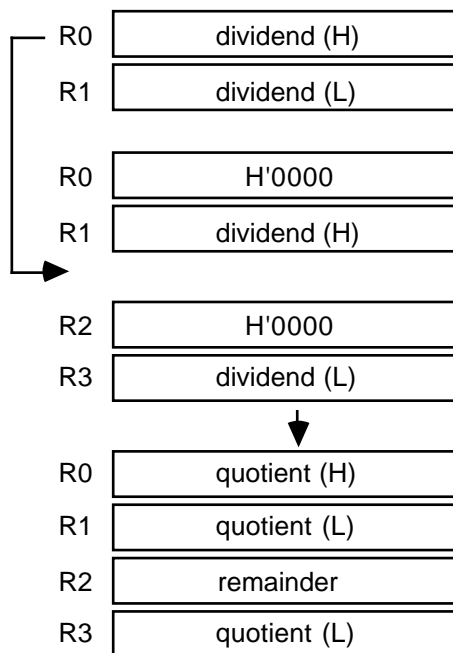 R0 dividend (H)
R1 dividend (L)
R0 H'0000
R1 dividend (H)
R2 H'0000
R3 dividend (L)
R0 quotient (H)
R1 quotient (L)
R2 remainder
R3 quotient (L)